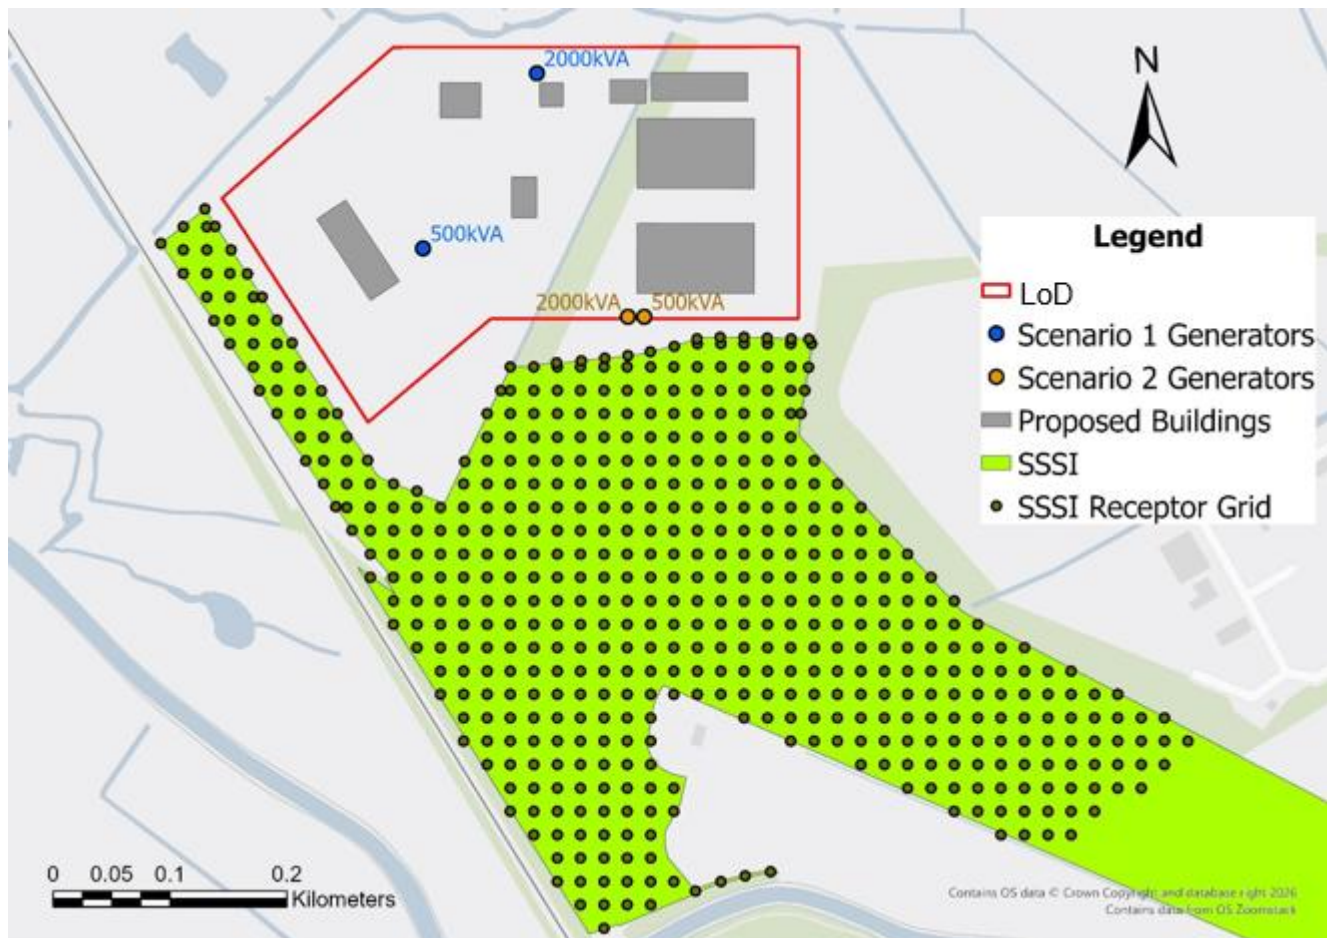 2000kVA
N
500kVA
2000kVA 500kVA
Legend
LoD
Scenario 1 Generators
Scenario 2 Generators
Proposed Buildings
SSSI
SSSI Receptor Grid
0 0.05 0.1 0.2
Kilometers
Contains OS data © Crown Copyright and database right 2026
Contains data from OS Zoomstack